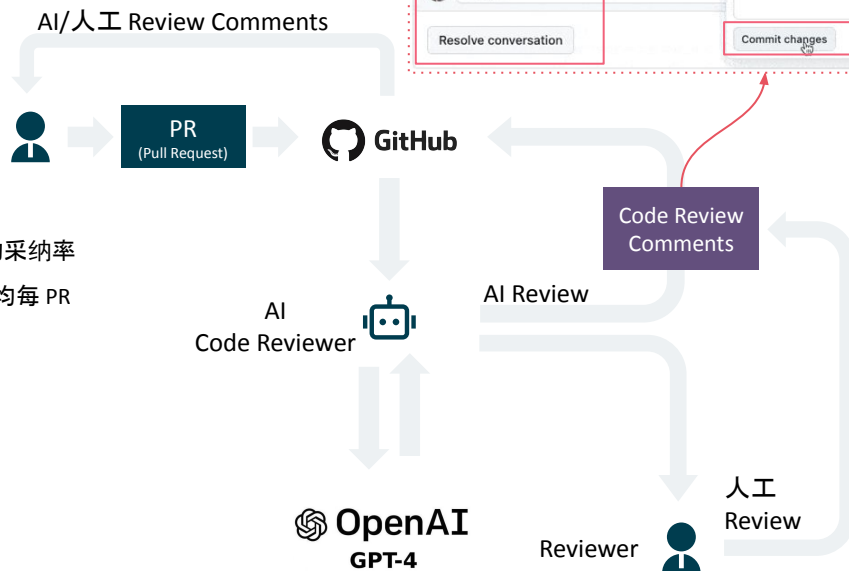 AI/人工 Review Comments
Resolve conversation
Commit changes
PR
(Pull Request)
GitHub
Code Review
Comments
采纳率
均每 PR
AI Review
AI
Code Reviewer
OpenAI
GPT-4
人工
Review
Reviewer